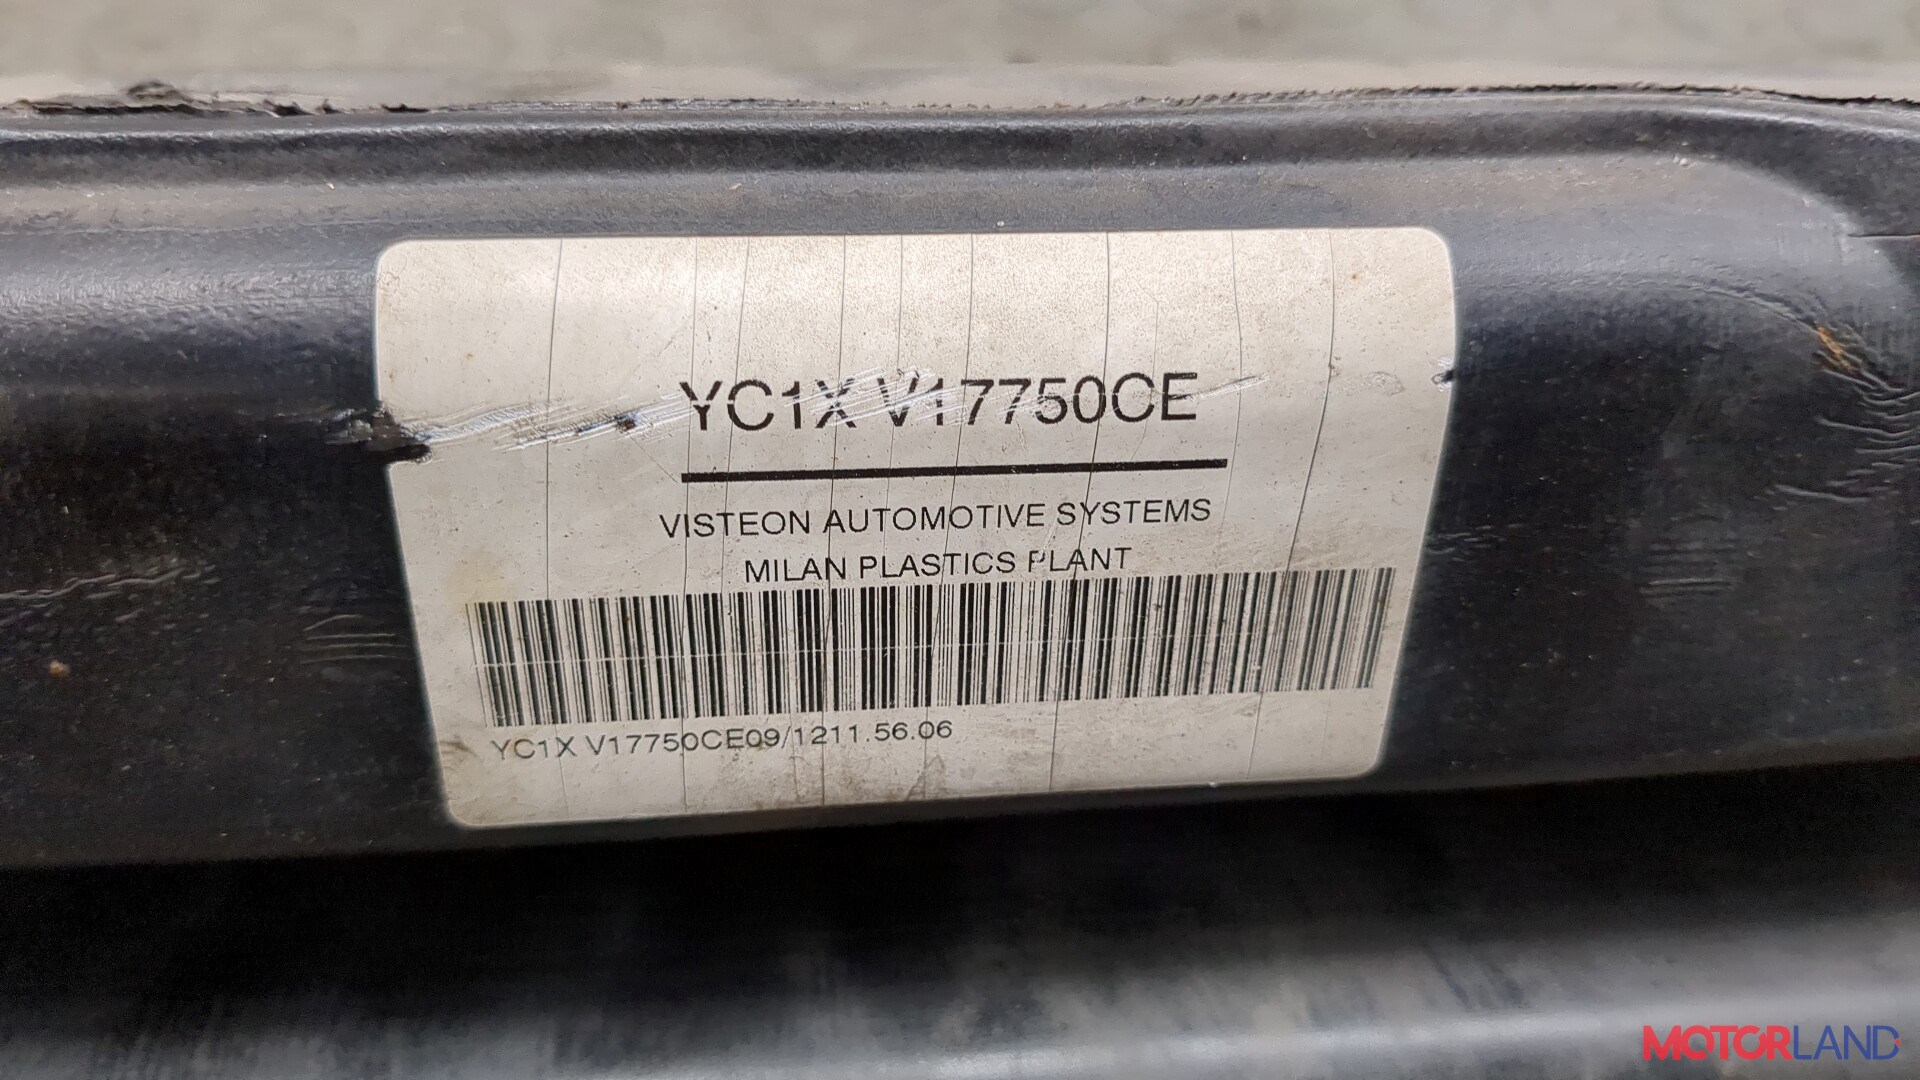 YC1X V17750CE
VISTEON AUTOMOTIVE SYSTEMS
MILAN PLASTICS PLANT
YC1X V17750CE09/1211.56.06
MOTORLAND